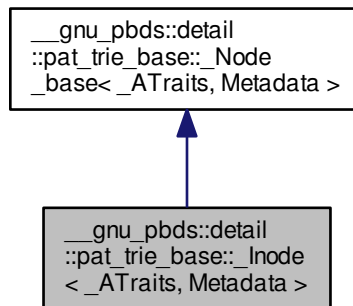 __gnu_pbds::detail
::pat_trie_base::_Node
_base< _ATraits, Metadata >
__gnu_pbds::detail
::pat_trie_base::_Inode
< _ATraits, Metadata >